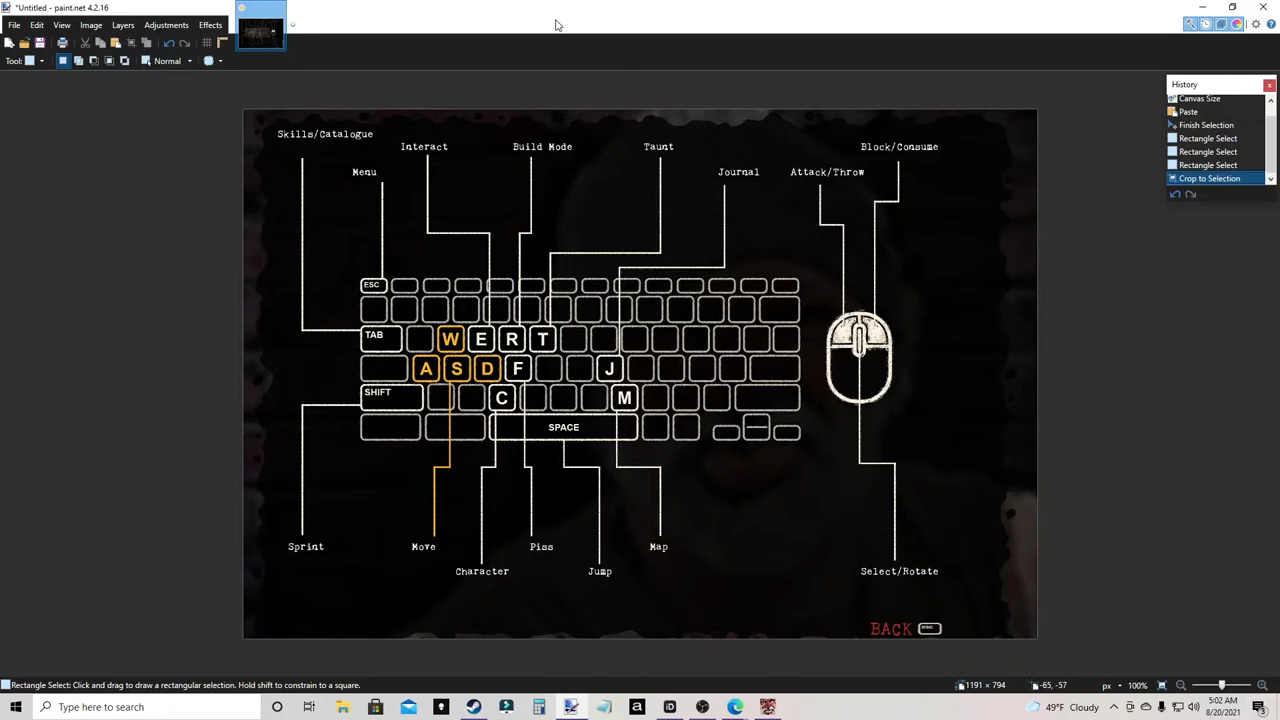 *Untitled - paint.net 4.2.16
File Edit View Image Layers Adjustments Effects
Tool: Normal
History
Canvas Size
Paste
Finish Selection
Rectangle Select
Rectangle Select
Rectangle Select
Crop to Selection
Skills/Catalogue
Interact Build Mode Taunt Block/Consume
Menu Journal Attack/Throw
ESC
TAB W E R T
A S D F J
SHIFT C M
SPACE
Sprint Move Piss Map
Character Jump Select/Rotate
BACK
Rectangle Select: Click and drag to draw a rectangular selection. Hold shift to constrain to a square. 1191 × 794 -65, -57 px 100%
Type here to search 49°F Cloudy 5:02 AM
8/20/2021